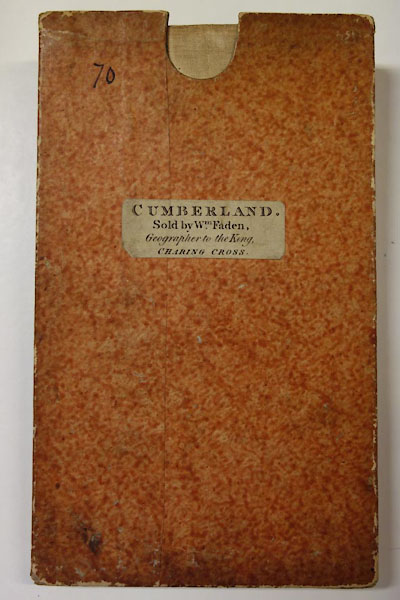 70
CUMBERLAND.
Sold by Wm Faden,
Geographer to the King,
CHARING CROSS.